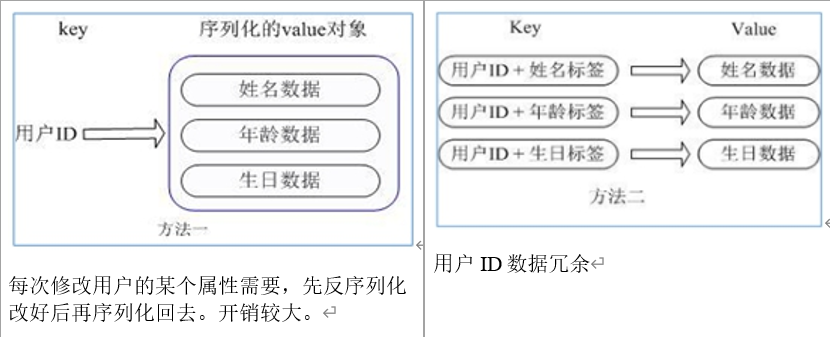 key 序列化的value对象
姓名数据
用户ID 年龄数据
生日数据
方法一
每次修改用户的某个属性需要，先反序列化
改好后再序列化回去。开销较大。
Key Value
用户ID + 姓名标签 姓名数据
用户ID + 年龄标签 年龄数据
用户ID + 生日标签 生日数据
方法二
用户 ID 数据冗余